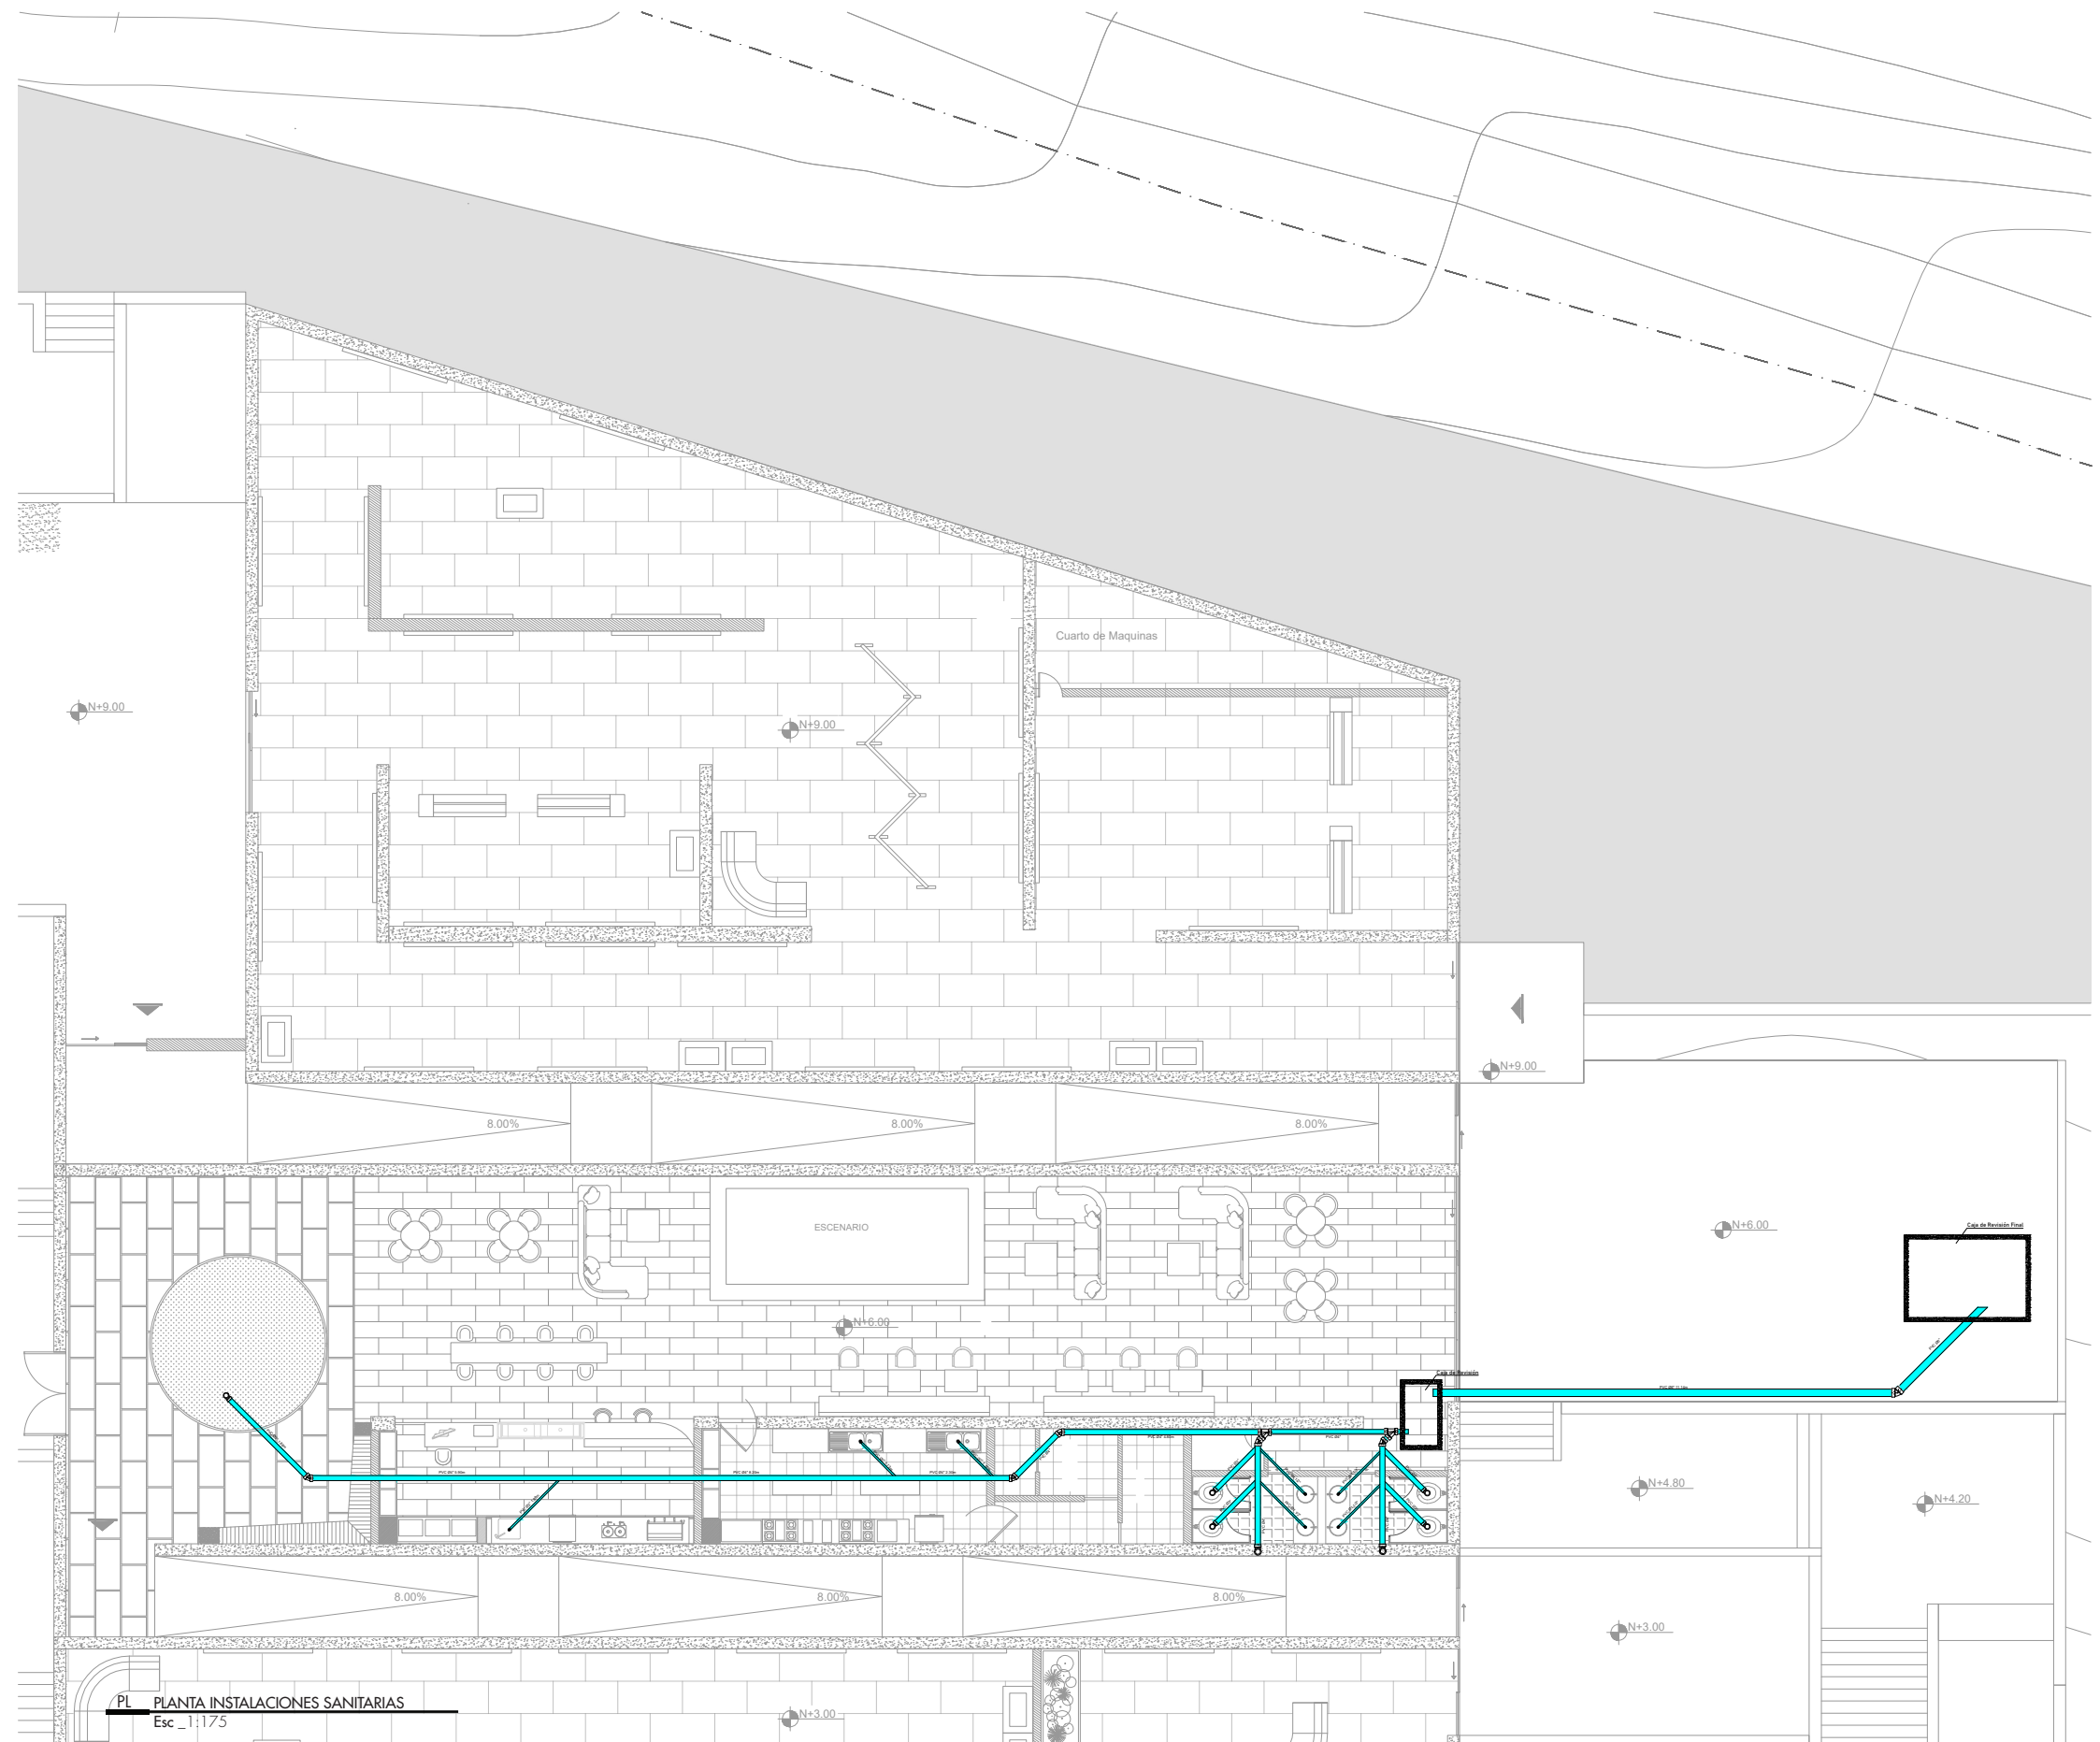 Cuarto de Maquinas
N+9.00
N+9.00
N+9.00
8.00%
8.00%
8.00%
ESCENARIO
N+6.00
Caja de Revisión Final
N+6.00
Caja de Revisión
N+4.80
N+4.20
8.00%
8.00%
8.00%
N+3.00
N+3.00
PL PLANTA INSTALACIONES SANITARIAS
Esc _1:175